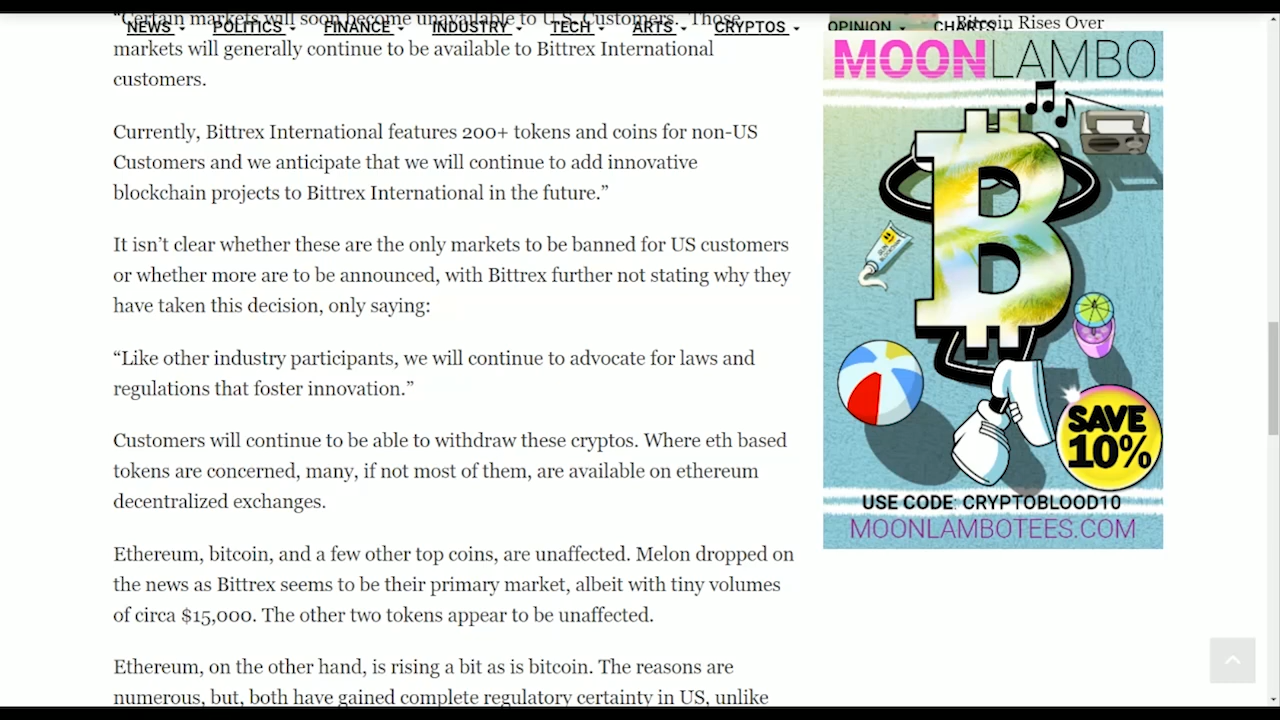 “Certain markets will soon become unavailable to U.S. Customers. Those
NEWS POLITICS FINANCE INDUSTRY TECH ARTS CRYPTOS OPINION CHARTS
markets will generally continue to be available to Bittrex International
customers.
Currently, Bittrex International features 200+ tokens and coins for non-US
Customers and we anticipate that we will continue to add innovative
blockchain projects to Bittrex International in the future.”
It isn’t clear whether these are the only markets to be banned for US customers
or whether more are to be announced, with Bittrex further not stating why they
have taken this decision, only saying:
“Like other industry participants, we will continue to advocate for laws and
regulations that foster innovation.”
Customers will continue to be able to withdraw these cryptos. Where eth based
tokens are concerned, many, if not most of them, are available on ethereum
decentralized exchanges.
Ethereum, bitcoin, and a few other top coins, are unaffected. Melon dropped on
the news as Bittrex seems to be their primary market, albeit with tiny volumes
of circa $15,000. The other two tokens appear to be unaffected.
Ethereum, on the other hand, is rising a bit as is bitcoin. The reasons are
numerous, but, both have gained complete regulatory certainty in US, unlike
Bitcoin Rises Over
MOONLAMBO
SAVE
10%
USE CODE: CRYPTOBLOOD10
MOONLAMBOTEES.COM